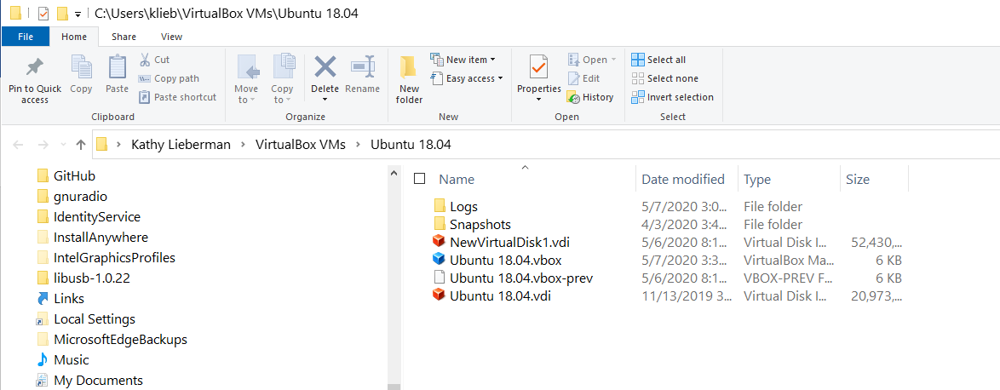 C:\Users\klieb\VirtualBox VMs\Ubuntu 18.04
File Home Share View
Pin to Quick access
Copy
Paste
Cut
Copy path
Paste shortcut
Clipboard
Move to
Copy to
Delete
Rename
Organize
New folder
New item
Easy access
New
Properties
Open
Edit
History
Open
Select all
Select none
Invert selection
Select
Kathy Lieberman > VirtualBox VMs > Ubuntu 18.04
GitHub
gnuradio
IdentityService
InstallAnywhere
IntelGraphicsProfiles
libusb-1.0.22
Links
Local Settings
MicrosoftEdgeBackups
Music
My Documents
Name Date modified Type Size
Logs 5/7/2020 3:0... File folder
Snapshots 4/3/2020 3:4... File folder
NewVirtualDisk1.vdi 5/6/2020 8:1... Virtual Disk I... 52,430,...
Ubuntu 18.04.vbox 5/7/2020 3:3... VirtualBox Ma... 6 KB
Ubuntu 18.04.vbox-prev 5/6/2020 8:1... VBOX-PREV F... 6 KB
Ubuntu 18.04.vdi 11/13/2019 3... Virtual Disk I... 20,973,...